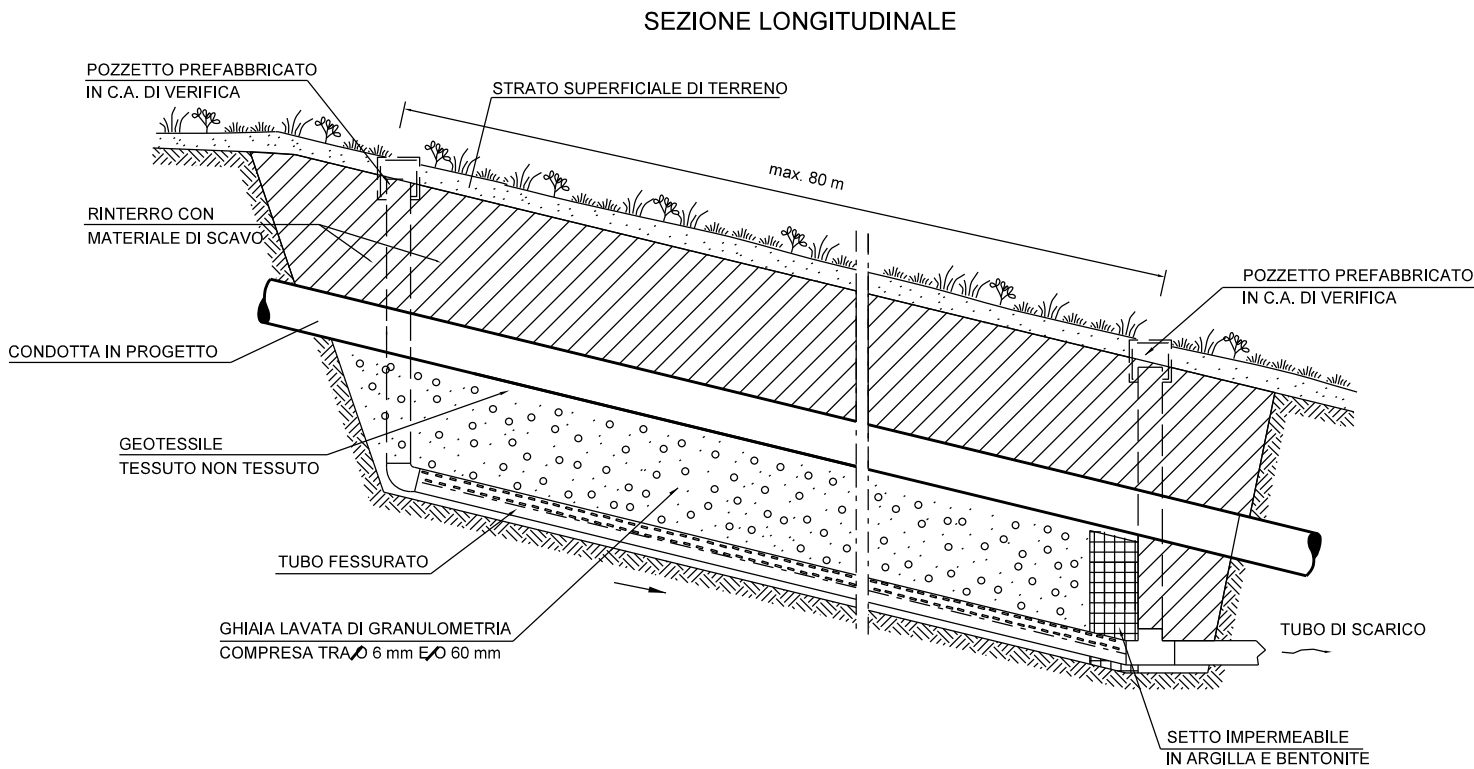 SEZIONE LONGITUDINALE
POZZETTO PREFABBRICATO
IN C.A. DI VERIFICA
STRATO SUPERFICIALE DI TERRENO
max. 80 m
RINTERRO CON
MATERIALE DI SCAVO
POZZETTO PREFABBRICATO
IN C.A. DI VERIFICA
CONDOTTA IN PROGETTO
GEOTESSILE
TESSUTO NON TESSUTO
TUBO FESSURATO
GHIAIA LAVATA DI GRANULOMETRIA
COMPRESA TRA Ø 6 mm E Ø 60 mm
TUBO DI SCARICO
SETTO IMPERMEABILE
IN ARGILLA E BENTONITE